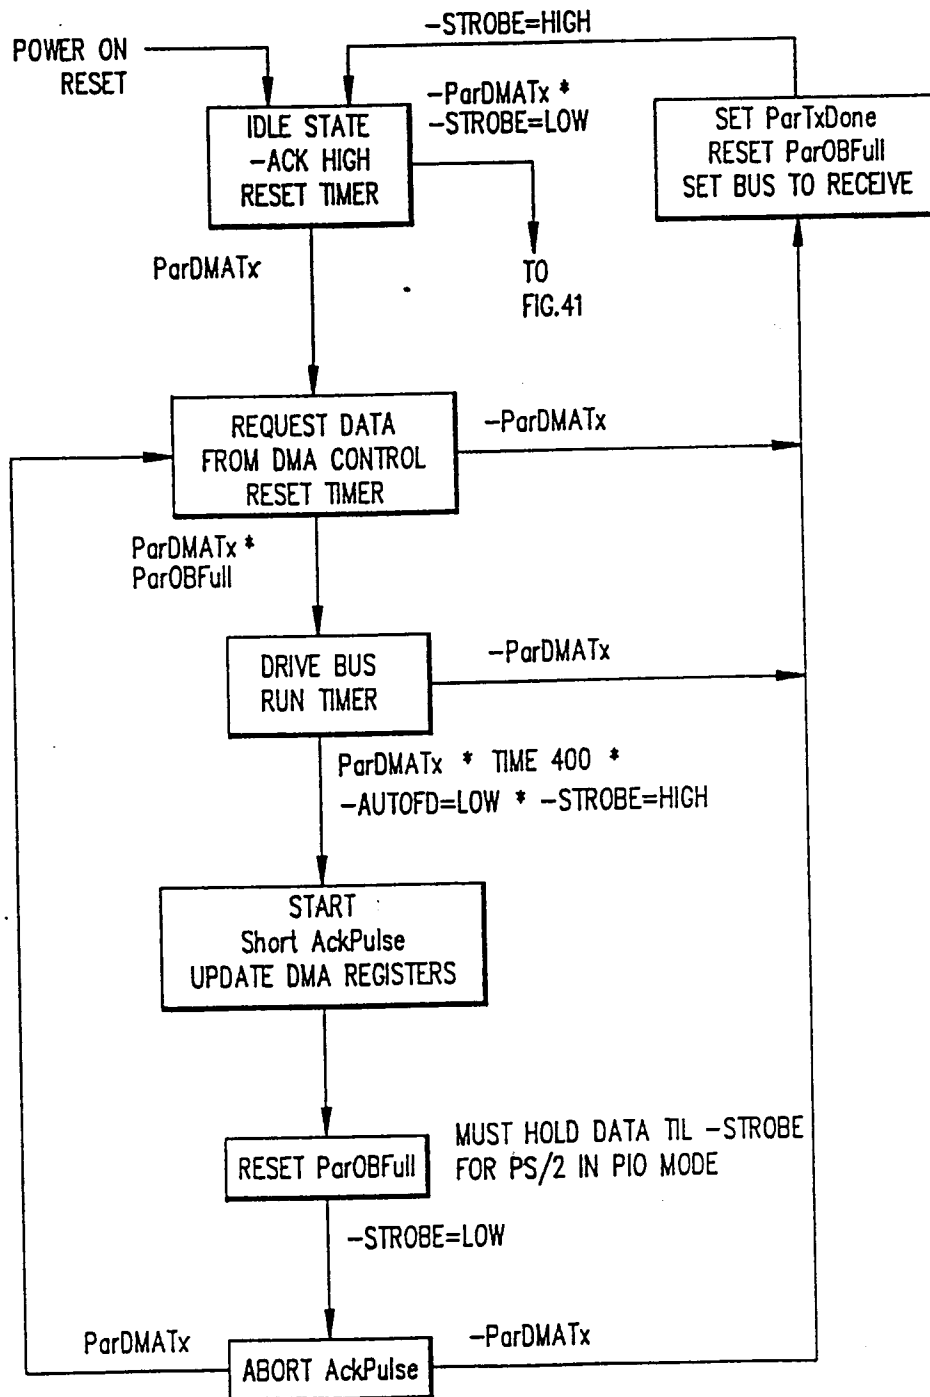 -STROBE=HIGH
POWER ON
RESET
-ParDMATx *
-STROBE=LOW
IDLE STATE
-ACK HIGH
RESET TIMER
SET ParTxDone
RESET ParOBFull
SET BUS TO RECEIVE
ParDMATx
TO
FIG.41
REQUEST DATA
FROM DMA CONTROL
RESET TIMER
-ParDMATx
ParDMATx *
ParOBFull
DRIVE BUS
RUN TIMER
-ParDMATx
ParDMATx * TIME 400 *
-AUTOFD=LOW * -STROBE=HIGH
START
Short AckPulse
UPDATE DMA REGISTERS
RESET ParOBFull
MUST HOLD DATA TIL -STROBE
FOR PS/2 IN PIO MODE
-STROBE=LOW
ParDMATx
-ParDMATx
ABORT AckPulse